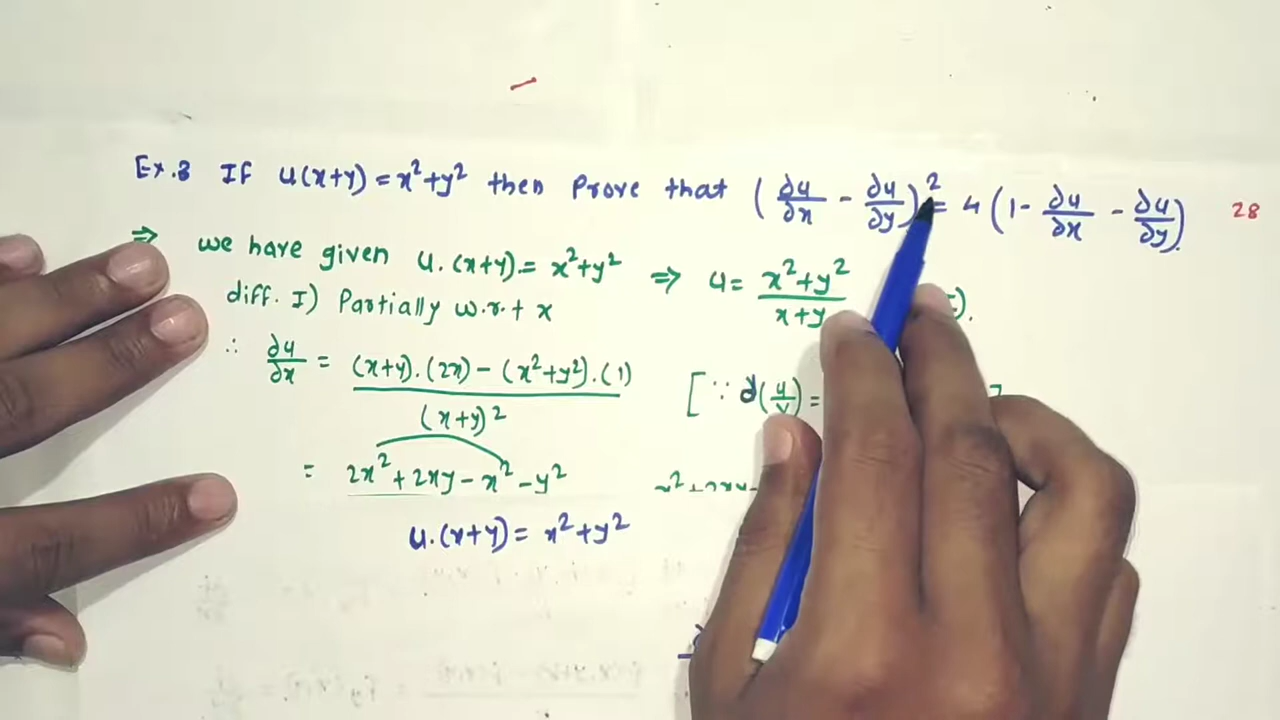 Ex.3 If u(x+y) = x²+y² then prove that (∂u/∂x - ∂u/∂y)² = 4(1 - ∂u/∂x - ∂u/∂y) 28
⇒ we have given u.(x+y) = x²+y² ⇒ u = x²+y²/x+y
diff. I) Partially w.r.t x
∴ ∂u/∂x = (x+y).(2x) - (x²+y²).(1)/(x+y)² [∵ d(u/v) =
= 2x²+2xy-x²-y²
u.(x+y) = x²+y²